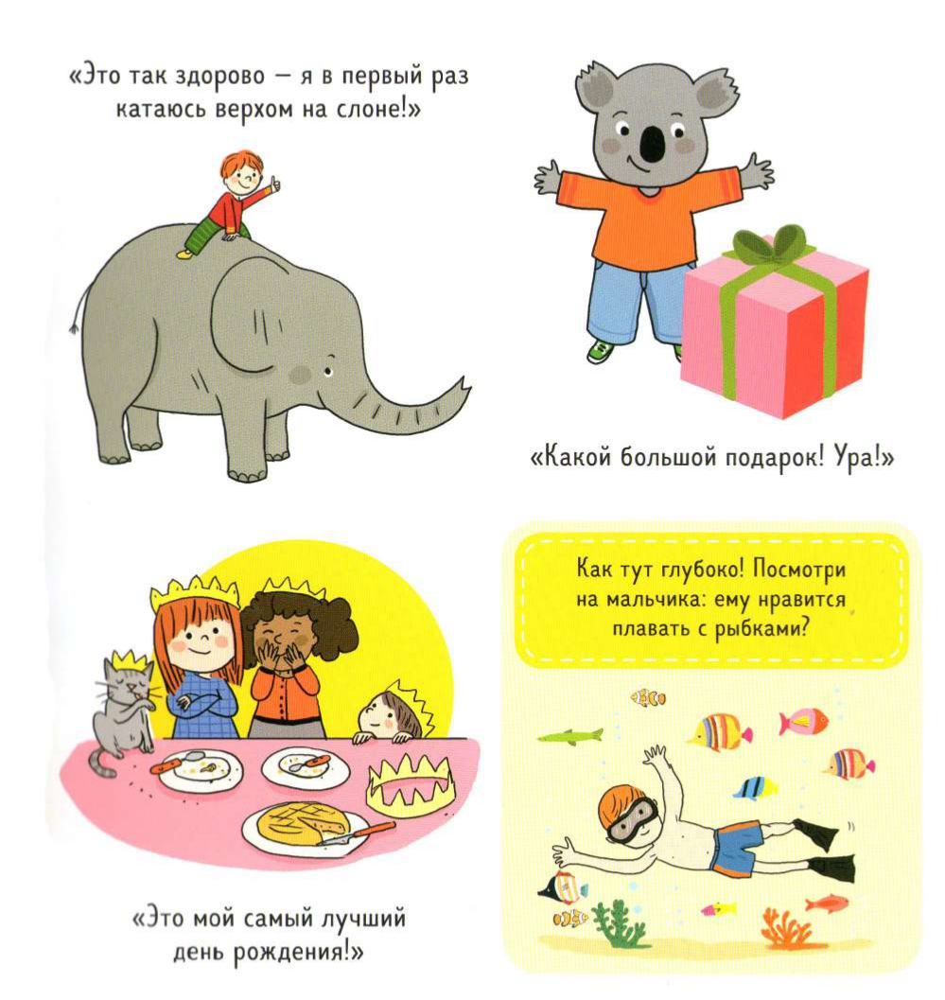 «Это так здорово – я в первый раз
катаюсь верхом на слоне!»
«Какой большой подарок! Ура!»
«Это мой самый лучший
день рождения!»
Как тут глубоко! Посмотри
на мальчика: ему нравится
плавать с рыбками?